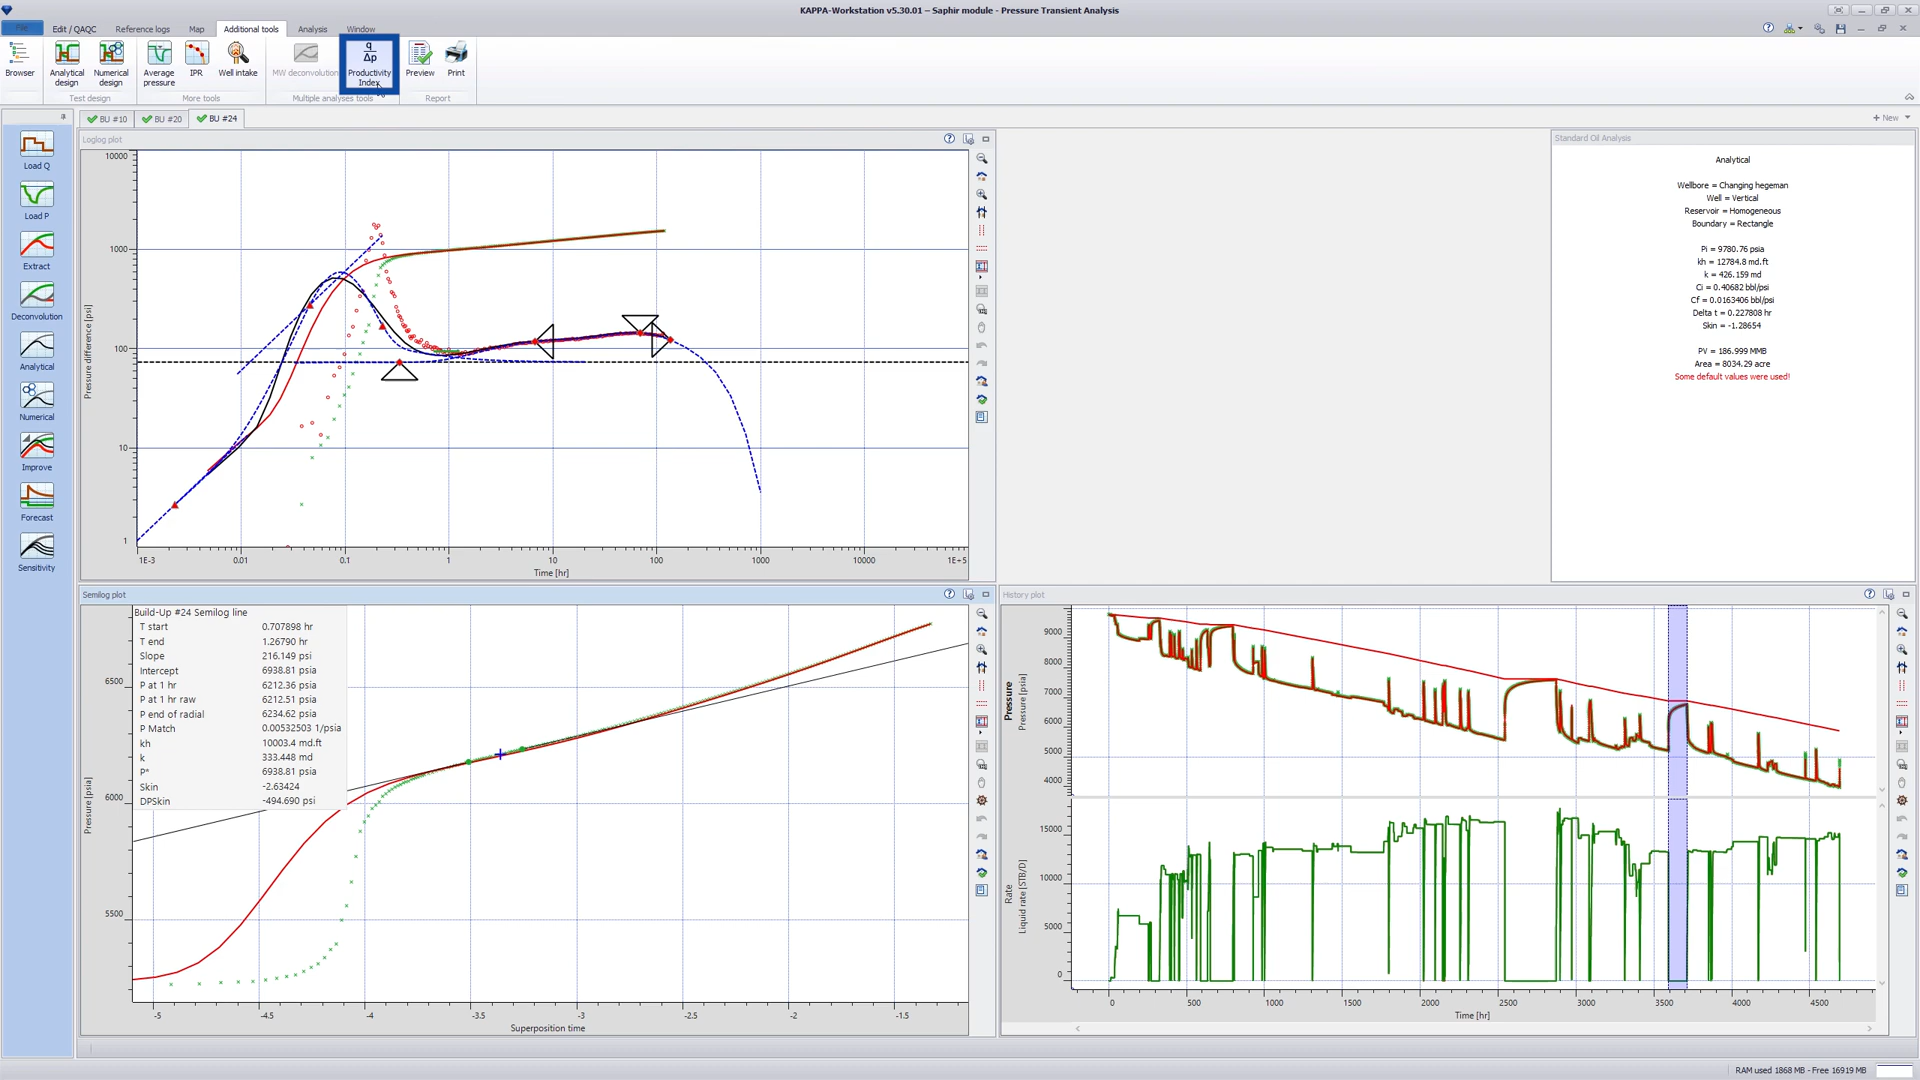 KAPPA-Workstation v5.30.01 – Saphir module - Pressure Transient Analysis
Edit / QAQC
Reference logs
Map
Additional tools
Analysis
Window
Browser
Analytical design
Numerical design
Average pressure
IPR
Well intake
MW deconvolution
q
Δp
Productivity Index
Preview
Print
Test design
More tools
Multiple analyses tools
Report
BU #10
BU #20
BU #24
+ New
Load Q
Load P
Extract
Deconvolution
Analytical
Numerical
Improve
Forecast
Sensitivity
Loglog plot
10000
1000
100
10
1
Pressure difference [psi]
1E-3
0.01
0.1
1
10
100
1000
10000
1E+5
Time [hr]
Standard Oil Analysis
Analytical
Wellbore = Changing hegeman
Well = Vertical
Reservoir = Homogeneous
Boundary = Rectangle
Pi = 9780.76 psia
kh = 12784.8 md.ft
k = 426.159 md
Ci = 0.40682 bbl/psi
Cf = 0.0163406 bbl/psi
Delta t = 0.227808 hr
Skin = -1.28654
PV = 186.999 MMB
Area = 8034.29 acre
Some default values were used!
Semilog plot
Build-Up #24 Semilog line
T start 0.707898 hr
T end 1.26790 hr
Slope 216.149 psi
Intercept 6938.81 psia
P at 1 hr 6212.36 psia
P at 1 hr raw 6212.51 psia
P end of radial 6234.62 psia
P Match 0.00532503 1/psia
kh 10003.4 md.ft
k 333.448 md
P* 6938.81 psia
Skin -2.63424
DPSkin -494.690 psi
6500
6000
5500
Pressure [psia]
-5
-4.5
-4
-3.5
-3
-2.5
-2
-1.5
Superposition time
History plot
9000
8000
7000
6000
5000
4000
Pressure
Pressure [psia]
15000
10000
5000
0
Rate
Liquid rate [STB/D]
0
500
1000
1500
2000
2500
3000
3500
4000
4500
Time [hr]
RAM used 1868 MB - Free 16919 MB